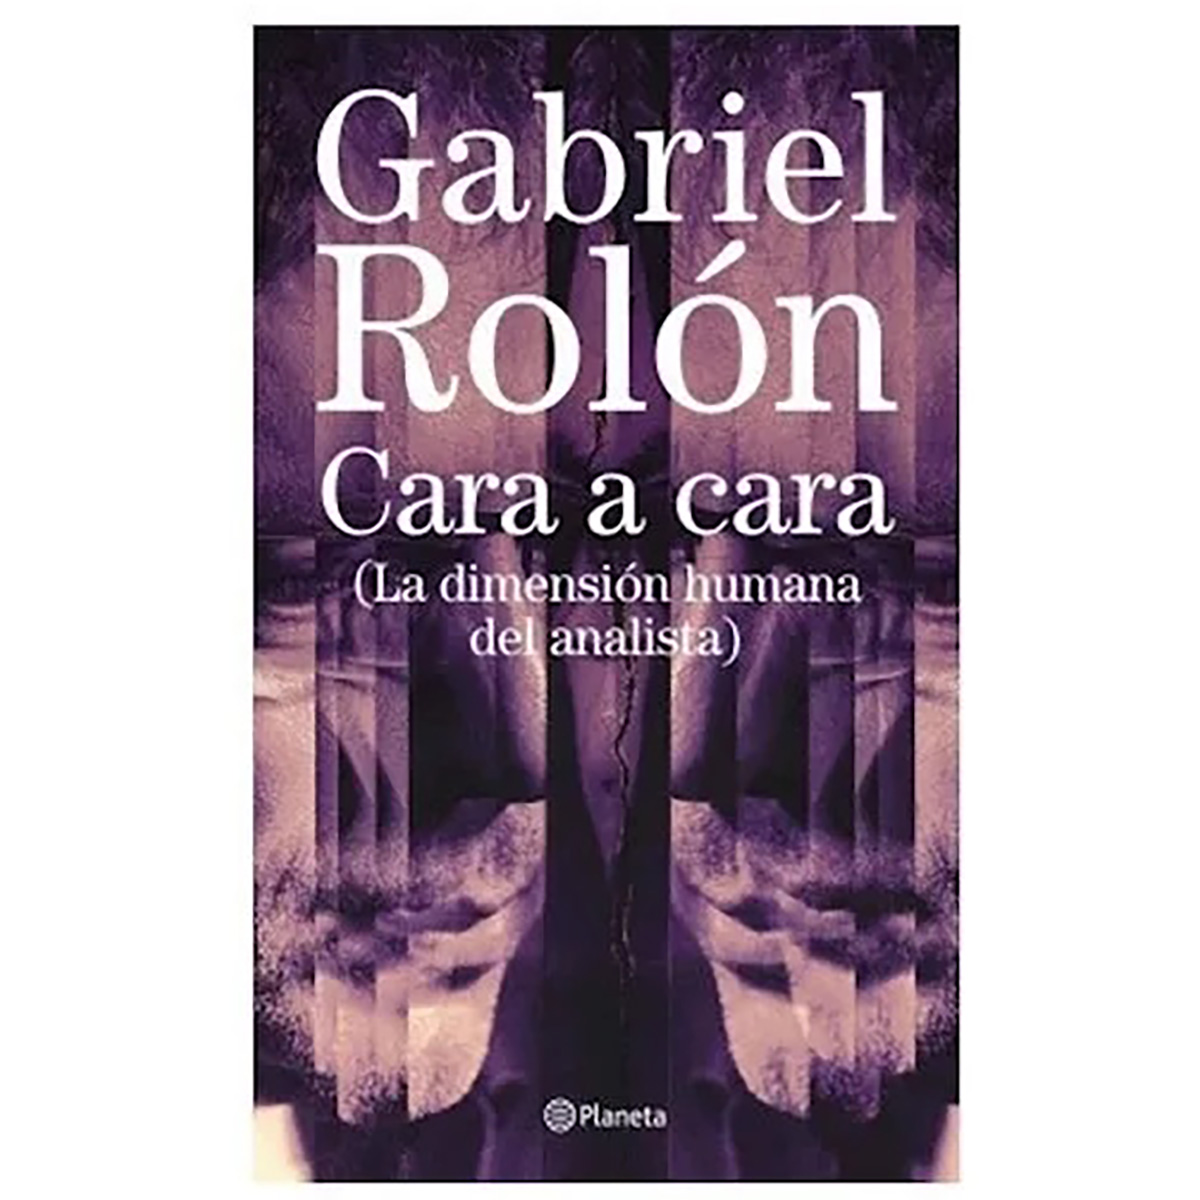 Gabriel
Rolón
Cara a cara
(La dimensión humana
del analista)
Planeta